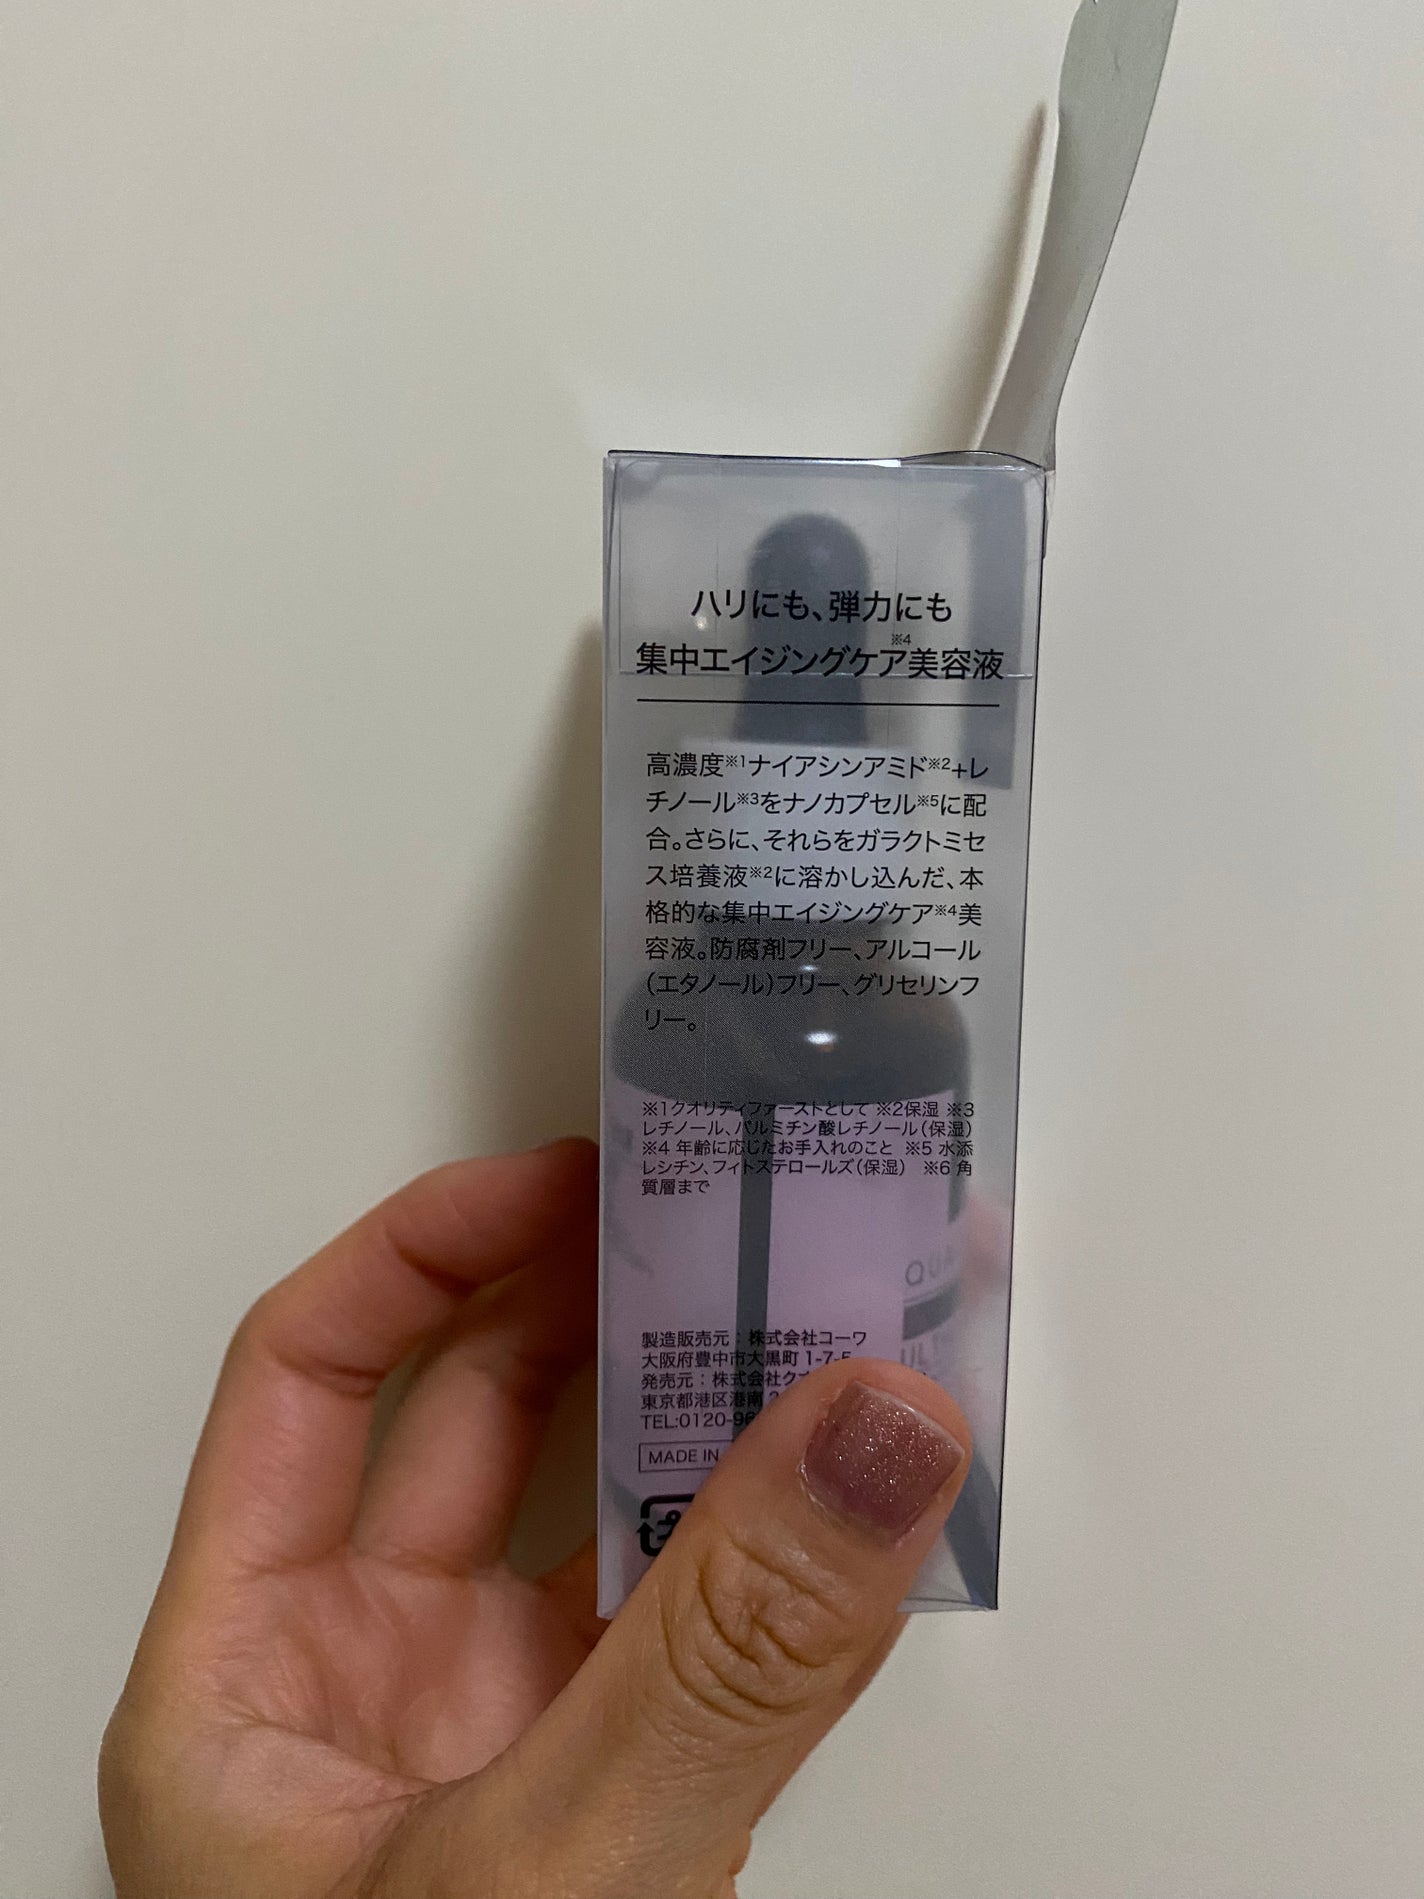 ハリにも、弾力にも
集中エイジングケア※4美容液
高濃度※1ナイアシンアミド※2+レ
チノール※3をナノカプセル※5に配
合。さらに、それらをガラクトミセ
ス培養液※2に溶かし込んだ、本
格的な集中エイジングケア※4美
容液。防腐剤フリー、アルコール
(エタノール)フリー、グリセリンフ
リー。
※1クオリティファーストとして ※2保湿 ※3
レチノール、パルミチン酸レチノール(保湿)
※4 年齢に応じたお手入れのこと ※5 水添
レシチン、フィトステロールズ(保湿) ※6 角
質層まで
製造販売元:株式会社コーワ
大阪府豊中市大黒町 1-7-
発売元:株式会社ク
東京都港区港南
TEL:0120-96
MADE IN
QUA